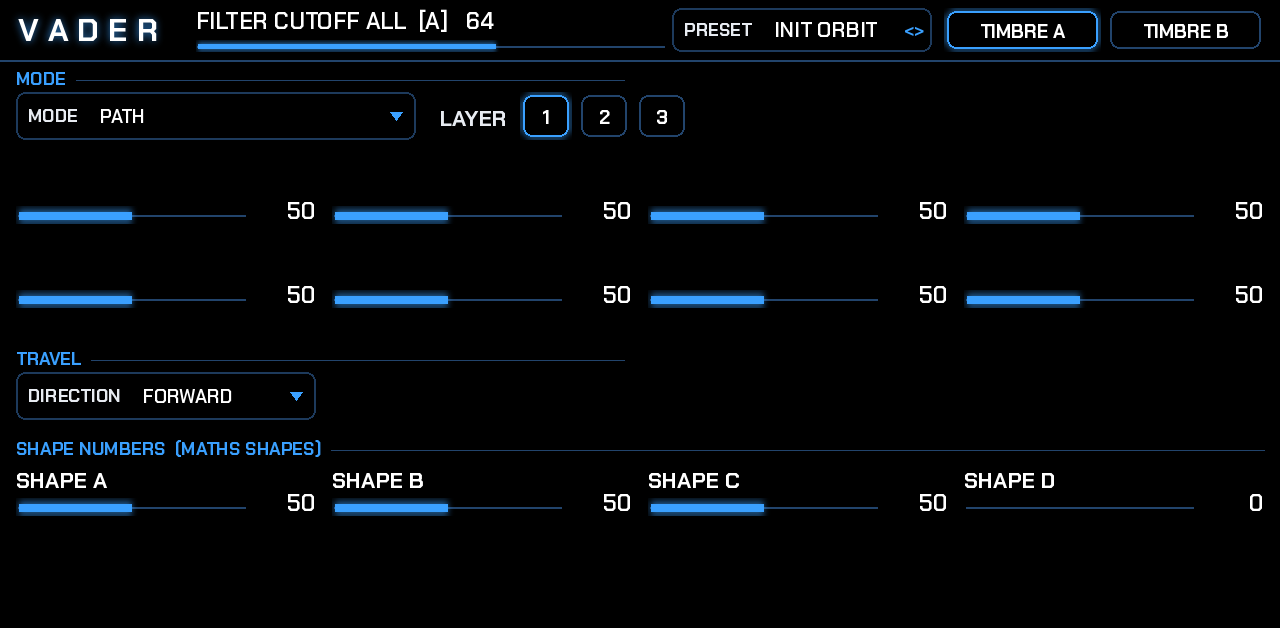 VADER FILTER CUTOFF ALL [A] 64 PRESET INIT ORBIT <> TIMBRE A TIMBRE B
MODE
MODE PATH LAYER 1 2 3
50 50 50 50
50 50 50 50
TRAVEL
DIRECTION FORWARD
SHAPE NUMBERS (MATHS SHAPES)
SHAPE A SHAPE B SHAPE C SHAPE D
50 50 50 0